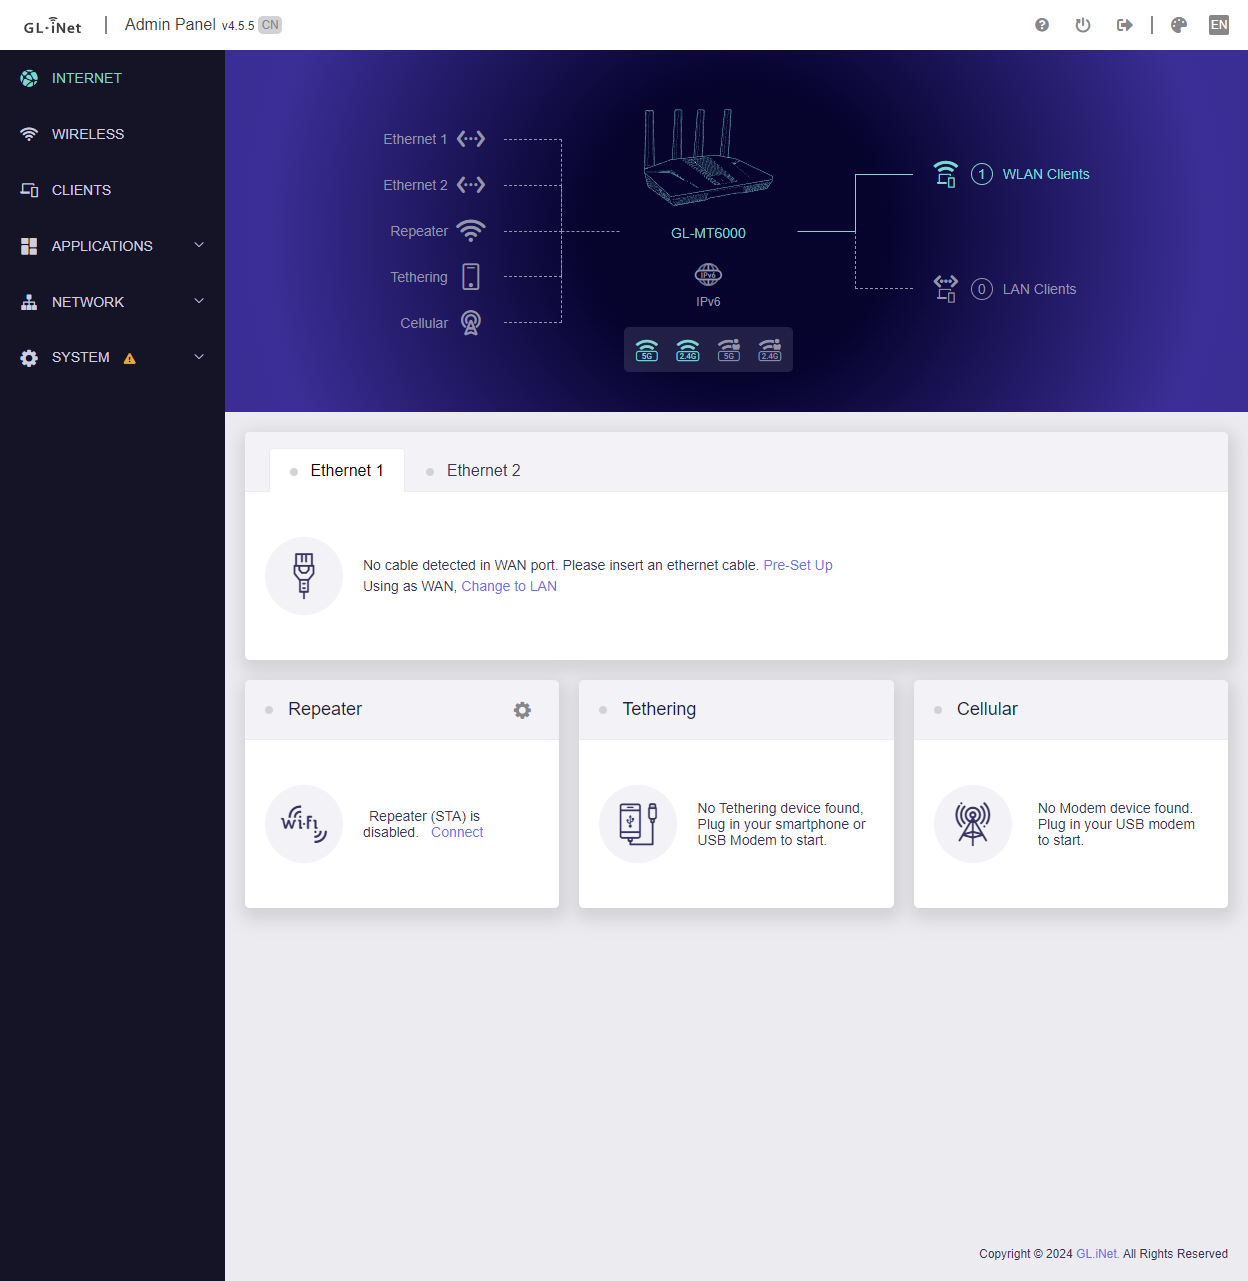 GL·iNet
Admin Panel v4.5.5 CN
EN
INTERNET
WIRELESS
CLIENTS
APPLICATIONS
NETWORK
SYSTEM
Ethernet 1
Ethernet 2
Repeater
Tethering
Cellular
GL-MT6000
IPv6
IPv6
5G
2.4G
5G
2.4G
1 WLAN Clients
0 LAN Clients
Ethernet 1
Ethernet 2
No cable detected in WAN port. Please insert an ethernet cable. Pre-Set Up
Using as WAN, Change to LAN
Repeater
Wi-Fi
Repeater (STA) is
disabled. Connect
Tethering
No Tethering device found,
Plug in your smartphone or
USB Modem to start.
Cellular
No Modem device found.
Plug in your USB modem
to start.
Copyright © 2024 GL.iNet. All Rights Reserved